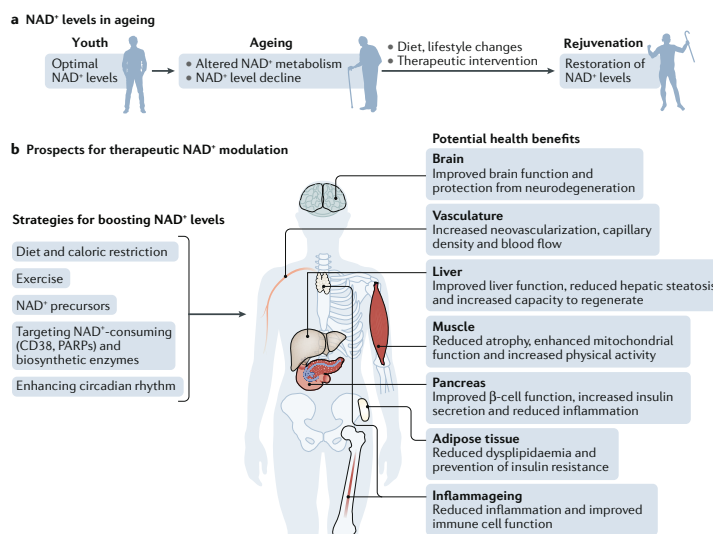 a NAD⁺ levels in ageing
Youth
Optimal
NAD⁺ levels
Ageing
• Altered NAD⁺ metabolism
• NAD⁺ level decline
• Diet, lifestyle changes
• Therapeutic intervention
Rejuvenation
Restoration of
NAD⁺ levels
b Prospects for therapeutic NAD⁺ modulation
Strategies for boosting NAD⁺ levels
Diet and caloric restriction
Exercise
NAD⁺ precursors
Targeting NAD⁺-consuming
(CD38, PARPs) and
biosynthetic enzymes
Enhancing circadian rhythm
Potential health benefits
Brain
Improved brain function and
protection from neurodegeneration
Vasculature
Increased neovascularization, capillary
density and blood flow
Liver
Improved liver function, reduced hepatic steatosis
and increased capacity to regenerate
Muscle
Reduced atrophy, enhanced mitochondrial
function and increased physical activity
Pancreas
Improved β-cell function, increased insulin
secretion and reduced inflammation
Adipose tissue
Reduced dysplipidaemia and
prevention of insulin resistance
Inflammageing
Reduced inflammation and improved
immune cell function